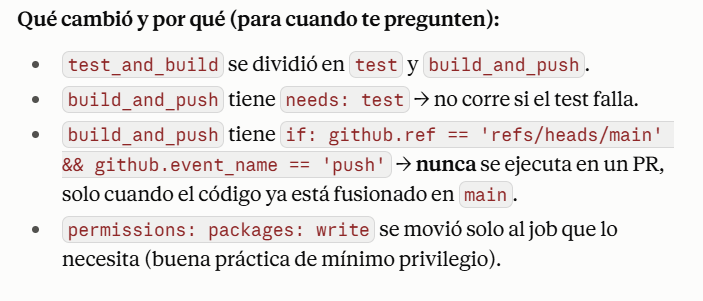 Qué cambió y por qué (para cuando te pregunten):
• test_and_build se dividió en test y build_and_push.
• build_and_push tiene needs: test → no corre si el test falla.
• build_and_push tiene if: github.ref == 'refs/heads/main'
&& github.event_name == 'push' → nunca se ejecuta en un PR,
solo cuando el código ya está fusionado en main.
• permissions: packages: write se movió solo al job que lo
necesita (buena práctica de mínimo privilegio).